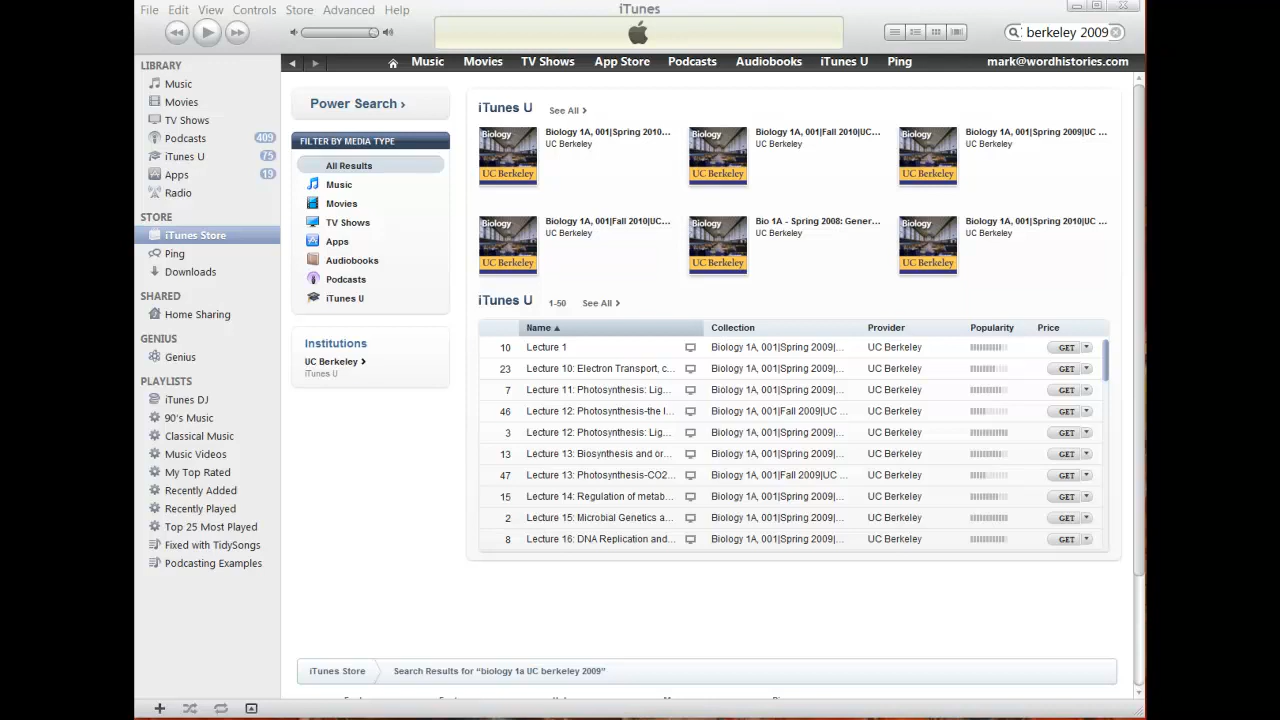 File Edit View Controls Store Advanced Help
iTunes
berkeley 2009
LIBRARY
Music
Movies
TV Shows
Podcasts 409
iTunes U 75
Apps 19
Radio
STORE
iTunes Store
Ping
Downloads
SHARED
Home Sharing
GENIUS
Genius
PLAYLISTS
iTunes DJ
90's Music
Classical Music
Music Videos
My Top Rated
Recently Added
Recently Played
Top 25 Most Played
Fixed with TidySongs
Podcasting Examples
Music Movies TV Shows App Store Podcasts Audiobooks iTunes U Ping mark@wordhistories.com
Power Search ›
FILTER BY MEDIA TYPE
All Results
Music
Movies
TV Shows
Apps
Audiobooks
Podcasts
iTunes U
Institutions
UC Berkeley ›
iTunes U
iTunes U See All ›
Biology
UC Berkeley
Biology 1A, 001|Spring 2010...
UC Berkeley
Biology
UC Berkeley
Biology 1A, 001|Fall 2010|UC...
UC Berkeley
Biology
UC Berkeley
Biology 1A, 001|Spring 2009|UC ...
UC Berkeley
Biology
UC Berkeley
Biology 1A, 001|Fall 2010|UC...
UC Berkeley
Biology
UC Berkeley
Bio 1A - Spring 2008: Gener...
UC Berkeley
Biology
UC Berkeley
Biology 1A, 001|Spring 2010|UC ...
UC Berkeley
iTunes U 1-50 See All ›
Name Collection Provider Popularity Price
10 Lecture 1 Biology 1A, 001|Spring 2009|... UC Berkeley GET
23 Lecture 10: Electron Transport, c... Biology 1A, 001|Spring 2009|... UC Berkeley GET
7 Lecture 11: Photosynthesis: Lig... Biology 1A, 001|Spring 2009|... UC Berkeley GET
46 Lecture 12: Photosynthesis-the l... Biology 1A, 001|Fall 2009|UC ... UC Berkeley GET
3 Lecture 12: Photosynthesis: Lig... Biology 1A, 001|Spring 2009|... UC Berkeley GET
13 Lecture 13: Biosynthesis and or... Biology 1A, 001|Spring 2009|... UC Berkeley GET
47 Lecture 13: Photosynthesis-CO2... Biology 1A, 001|Fall 2009|UC ... UC Berkeley GET
15 Lecture 14: Regulation of metab... Biology 1A, 001|Spring 2009|... UC Berkeley GET
2 Lecture 15: Microbial Genetics a... Biology 1A, 001|Spring 2009|... UC Berkeley GET
8 Lecture 16: DNA Replication and... Biology 1A, 001|Spring 2009|... UC Berkeley GET
iTunes Store Search Results for “biology 1a UC berkeley 2009”